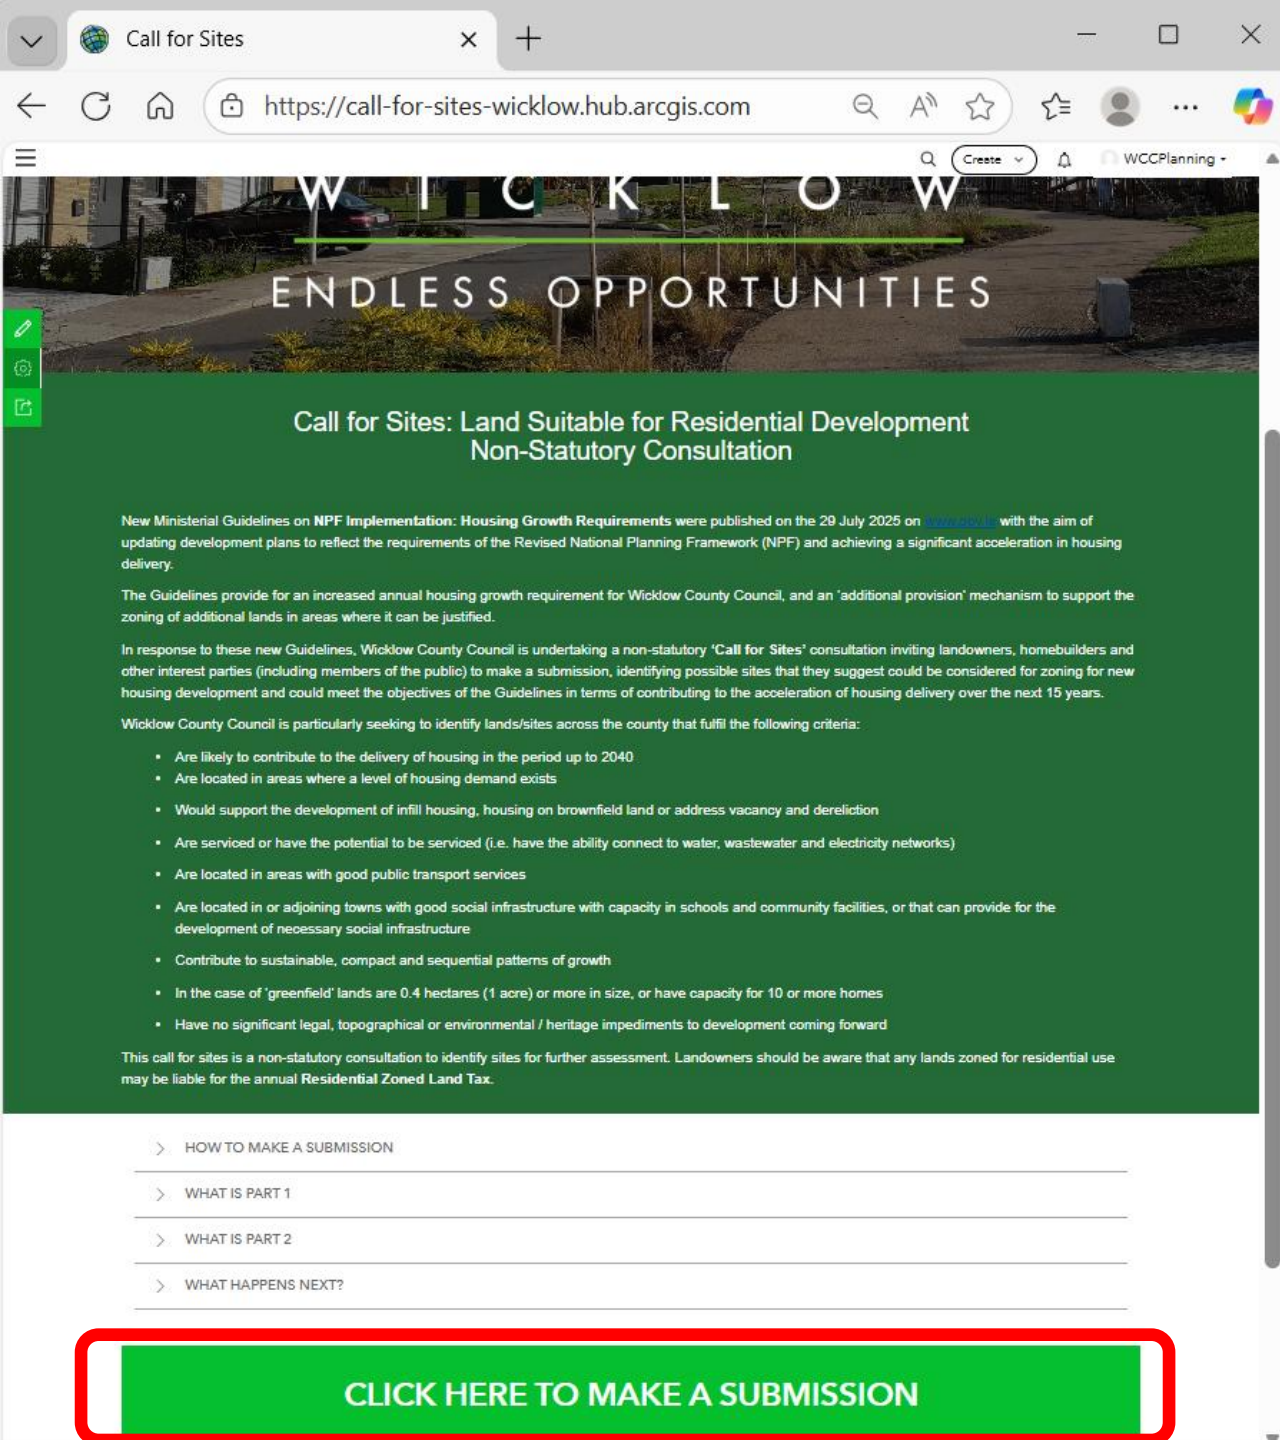 Call for Sites
https://call-for-sites-wicklow.hub.arcgis.com
Create
WCCPlanning
WICKLOW
ENDLESS OPPORTUNITIES
Call for Sites: Land Suitable for Residential Development
Non-Statutory Consultation
New Ministerial Guidelines on NPF Implementation: Housing Growth Requirements were published on the 29 July 2025 on www.gov.ie with the aim of
updating development plans to reflect the requirements of the Revised National Planning Framework (NPF) and achieving a significant acceleration in housing
delivery.
The Guidelines provide for an increased annual housing growth requirement for Wicklow County Council, and an 'additional provision' mechanism to support the
zoning of additional lands in areas where it can be justified.
In response to these new Guidelines, Wicklow County Council is undertaking a non-statutory 'Call for Sites' consultation inviting landowners, homebuilders and
other interest parties (including members of the public) to make a submission, identifying possible sites that they suggest could be considered for zoning for new
housing development and could meet the objectives of the Guidelines in terms of contributing to the acceleration of housing delivery over the next 15 years.
Wicklow County Council is particularly seeking to identify lands/sites across the county that fulfil the following criteria:
• Are likely to contribute to the delivery of housing in the period up to 2040
• Are located in areas where a level of housing demand exists
• Would support the development of infill housing, housing on brownfield land or address vacancy and dereliction
• Are serviced or have the potential to be serviced (i.e. have the ability connect to water, wastewater and electricity networks)
• Are located in areas with good public transport services
• Are located in or adjoining towns with good social infrastructure with capacity in schools and community facilities, or that can provide for the
development of necessary social infrastructure
• Contribute to sustainable, compact and sequential patterns of growth
• In the case of 'greenfield' lands are 0.4 hectares (1 acre) or more in size, or have capacity for 10 or more homes
• Have no significant legal, topographical or environmental / heritage impediments to development coming forward
This call for sites is a non-statutory consultation to identify sites for further assessment. Landowners should be aware that any lands zoned for residential use
may be liable for the annual Residential Zoned Land Tax.
HOW TO MAKE A SUBMISSION
WHAT IS PART 1
WHAT IS PART 2
WHAT HAPPENS NEXT?
CLICK HERE TO MAKE A SUBMISSION